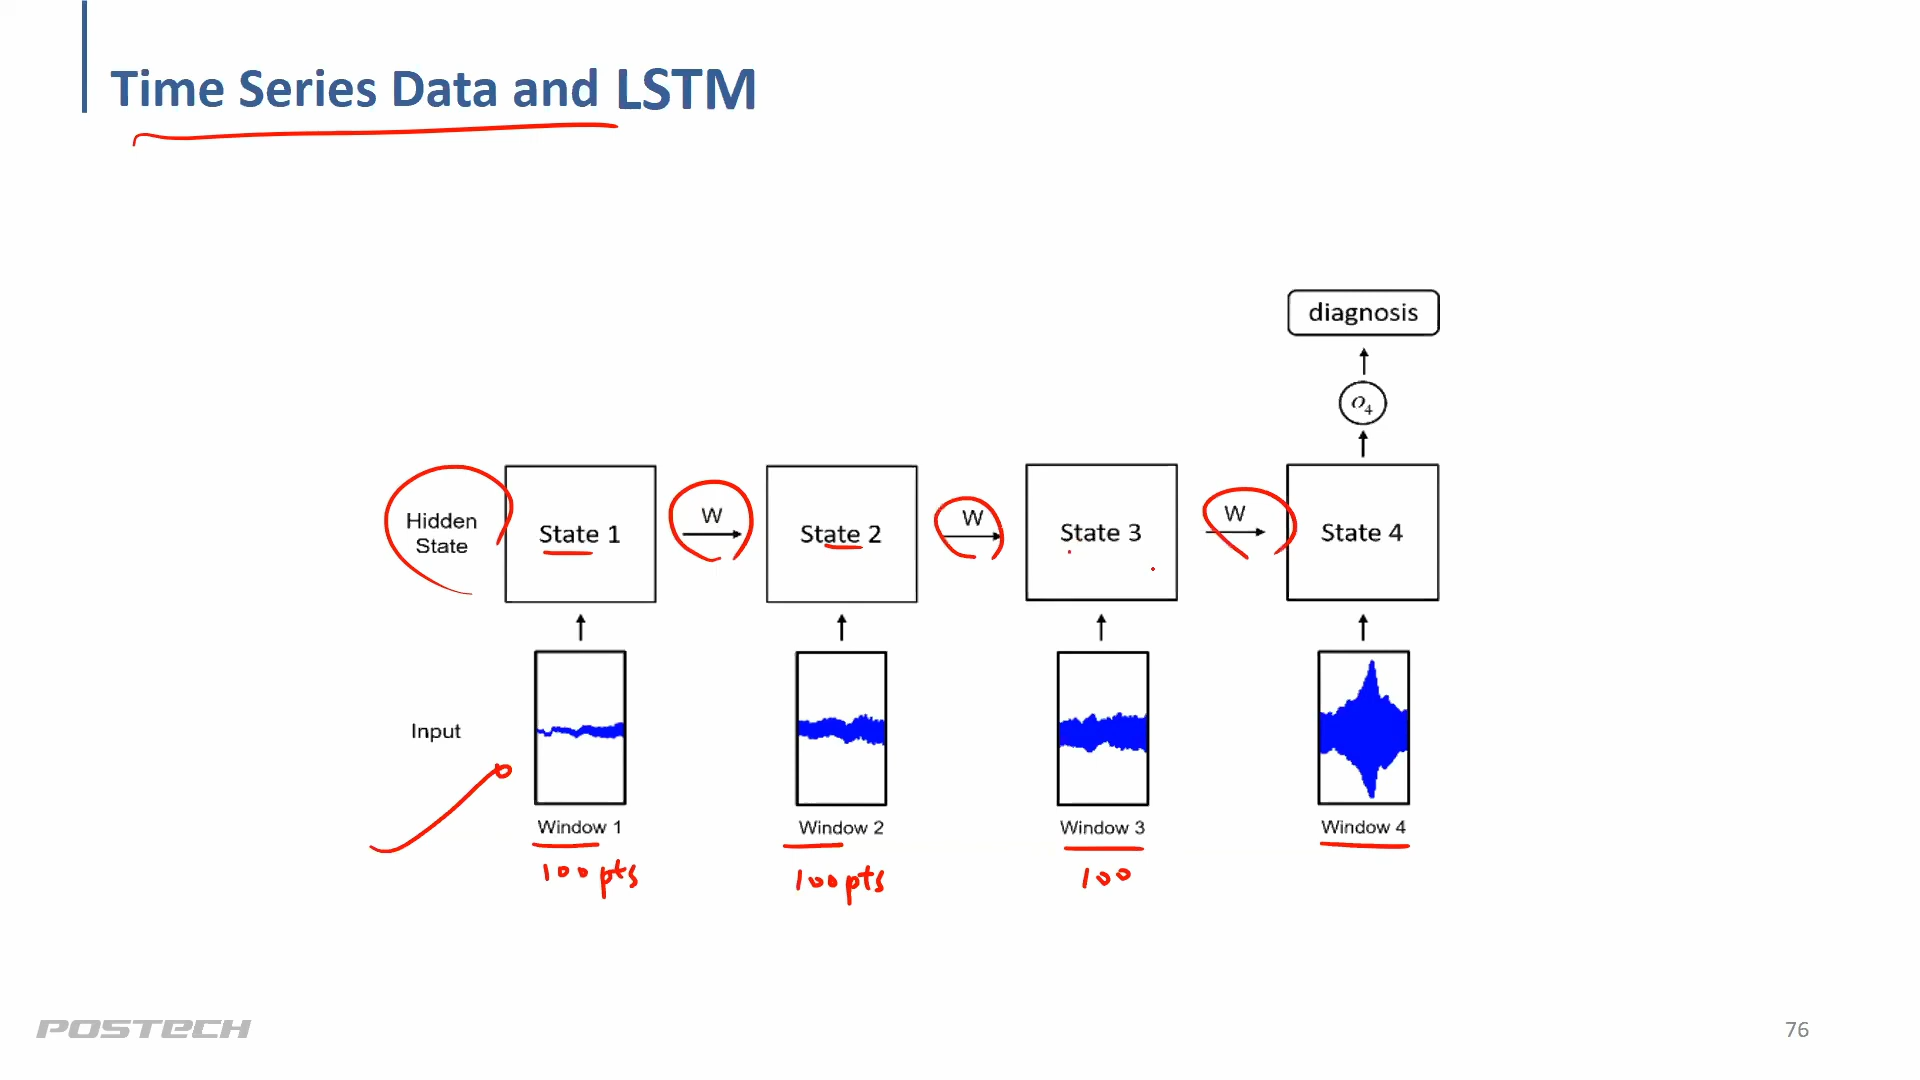 Time Series Data and LSTM
diagnosis
o4
Hidden
State
State 1
W
State 2
W
State 3
W
State 4
Input
Window 1
Window 2
Window 3
Window 4
100 pts
100 pts
100
POSTECH
76